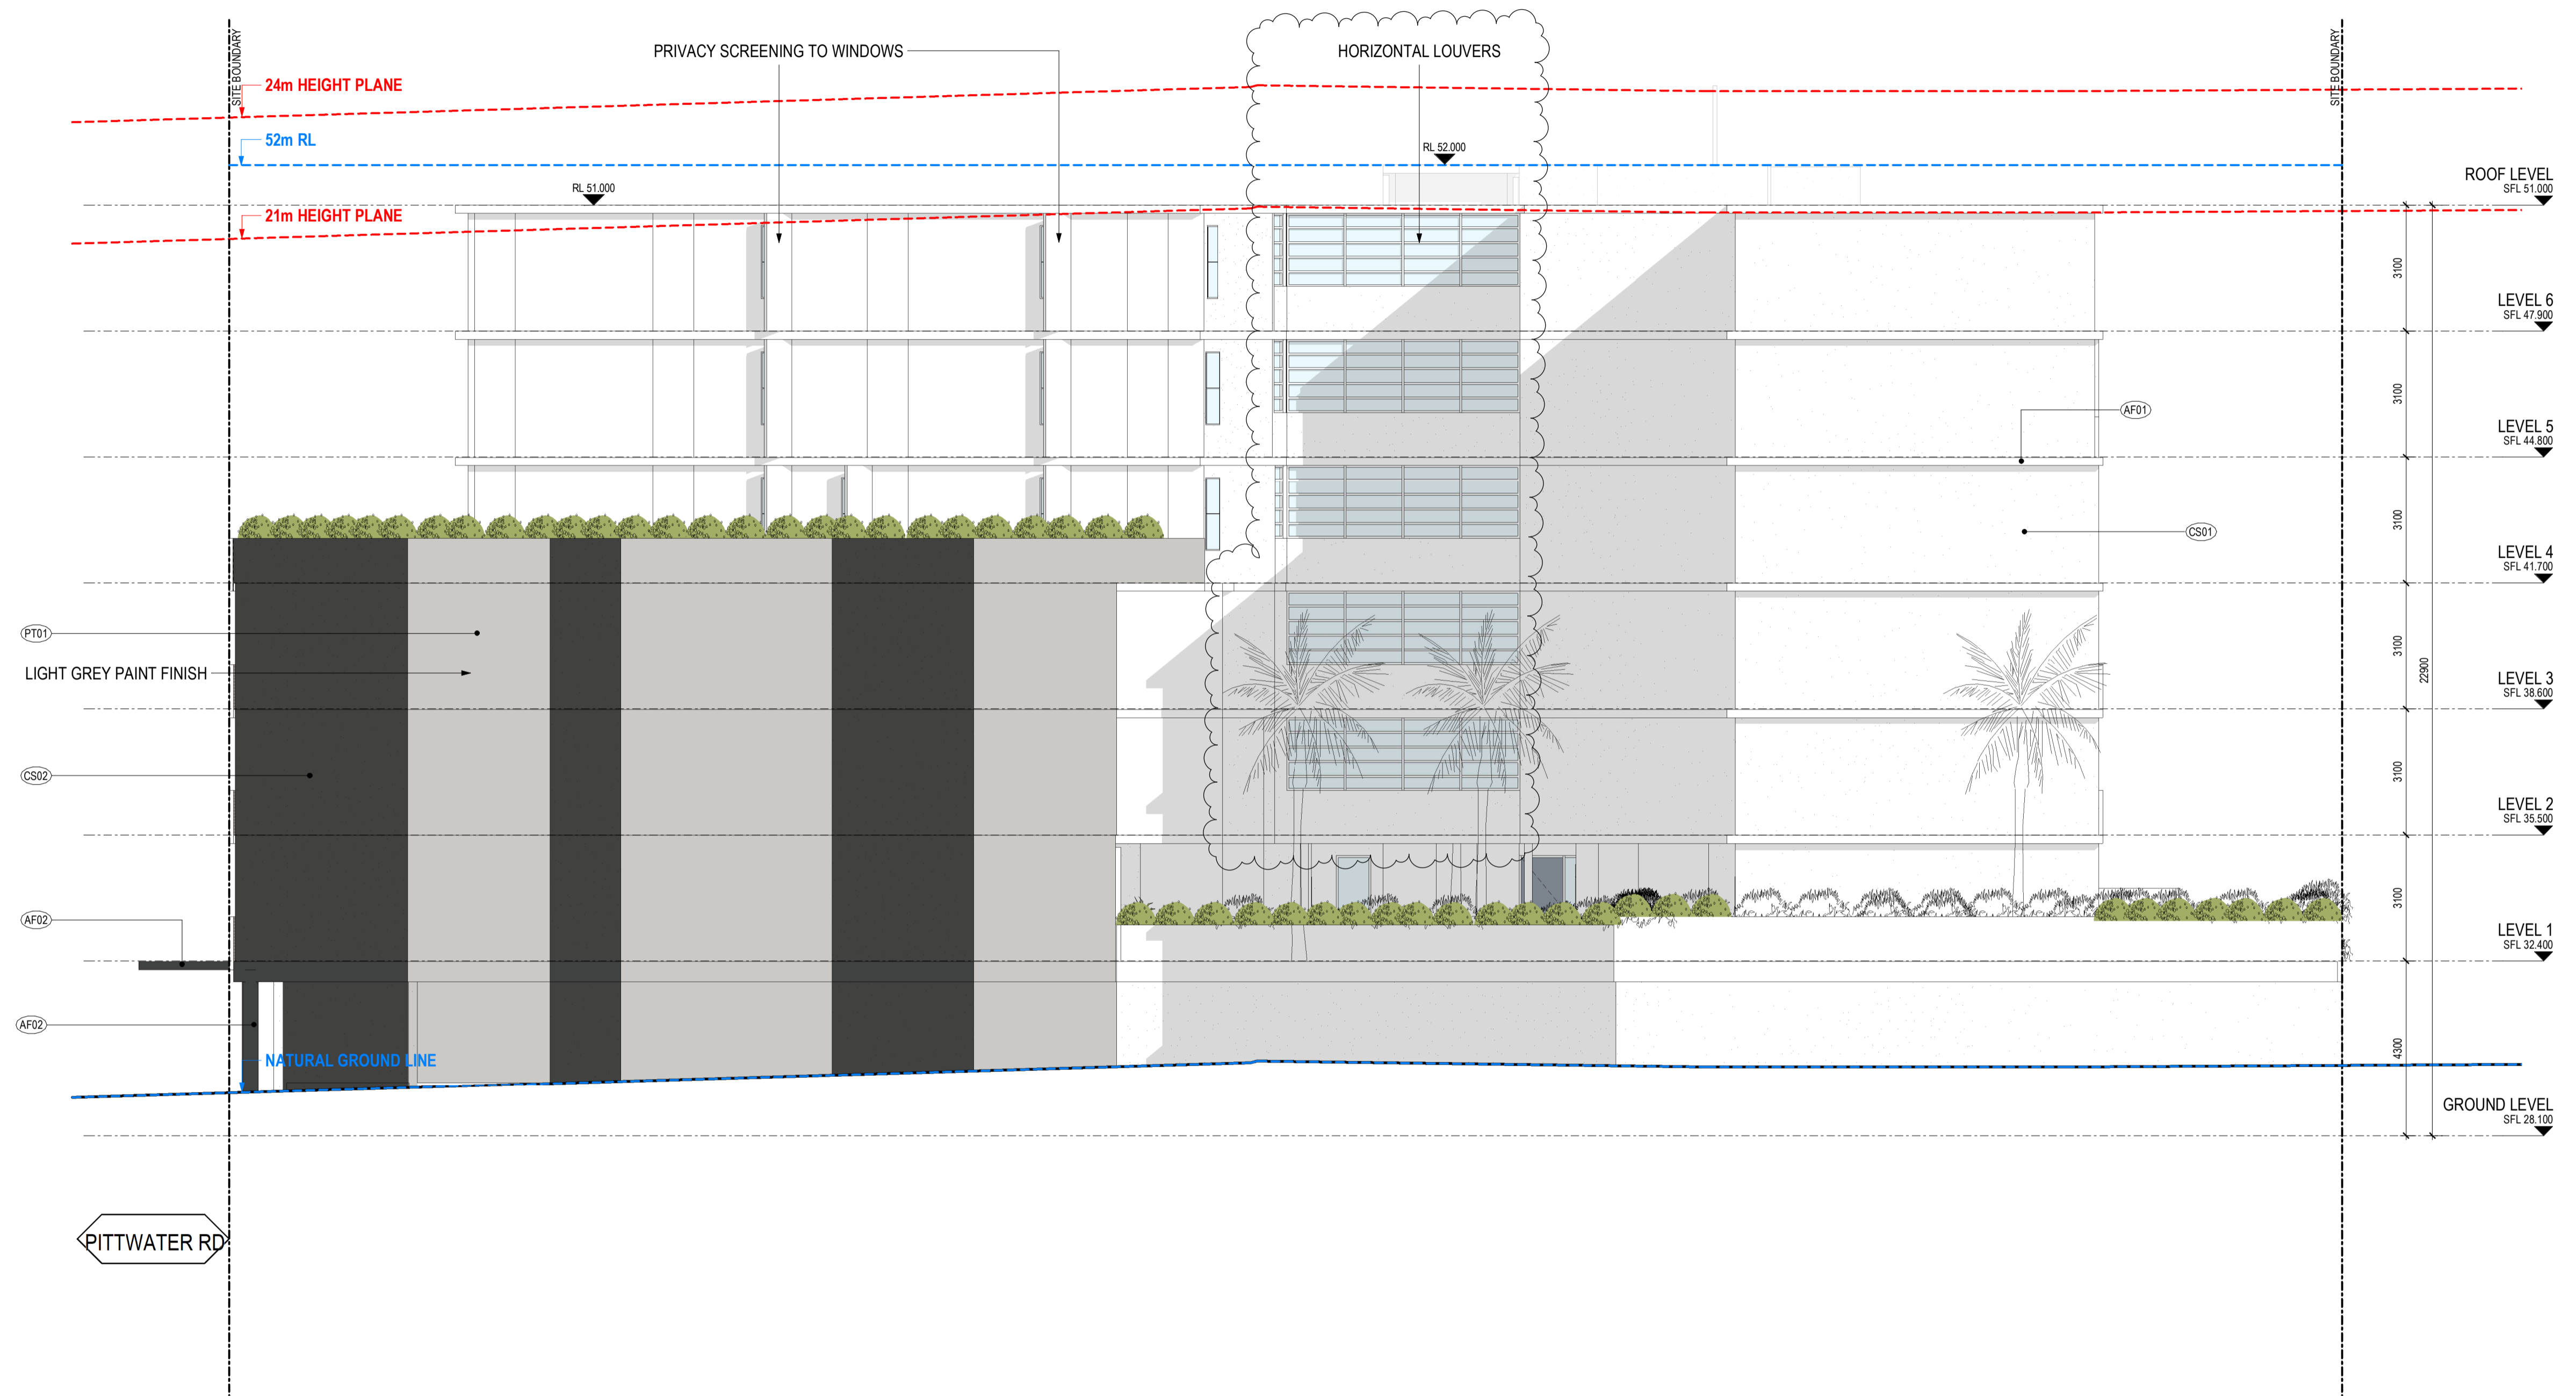 SITE BOUNDARY
PRIVACY SCREENING TO WINDOWS
HORIZONTAL LOUVERS
SITE BOUNDARY
24m HEIGHT PLANE
52m RL
RL 52.000
RL 51.000
ROOF LEVEL
SFL 51.000
21m HEIGHT PLANE
3100
LEVEL 6
SFL 47.900
3100
AF01
LEVEL 5
SFL 44.800
3100
CS01
LEVEL 4
SFL 41.700
PT01
3100
LIGHT GREY PAINT FINISH
22900
LEVEL 3
SFL 38.600
CS02
3100
LEVEL 2
SFL 35.500
3100
AF02
LEVEL 1
SFL 32.400
AF02
4300
NATURAL GROUND LINE
GROUND LEVEL
SFL 28.100
PITTWATER RD